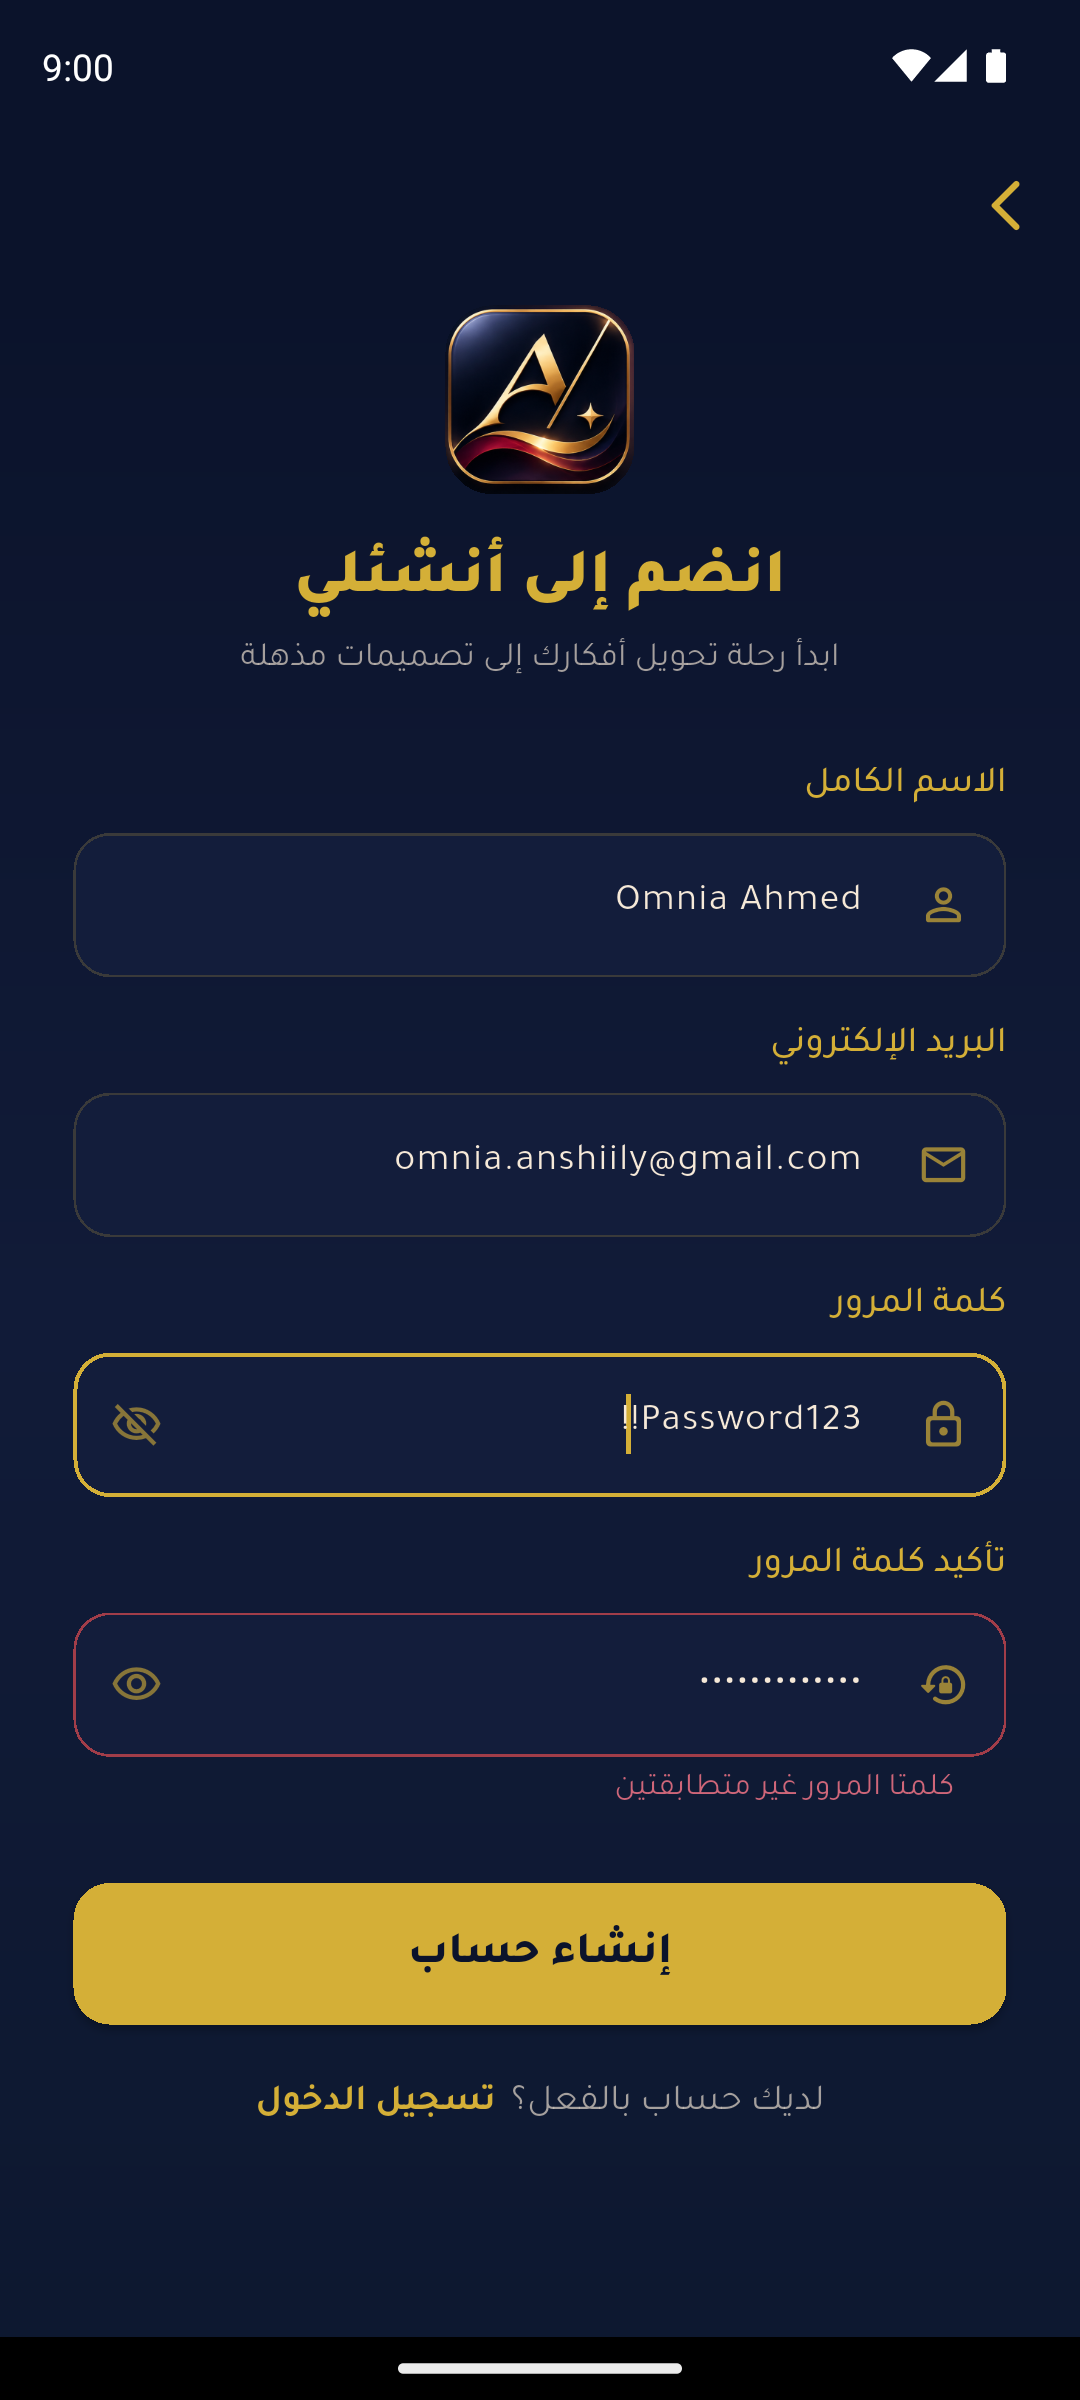 9:00
انضم إلى أنشئلي
ابدأ رحلة تحويل أفكارك إلى تصميمات مذهلة
الاسم الكامل
Omnia Ahmed
البريد الإلكتروني
omnia.anshiily@gmail.com
كلمة المرور
!!Password123
تأكيد كلمة المرور
•••••••••••••
كلمتا المرور غير متطابقتين
إنشاء حساب
لديك حساب بالفعل؟ تسجيل الدخول